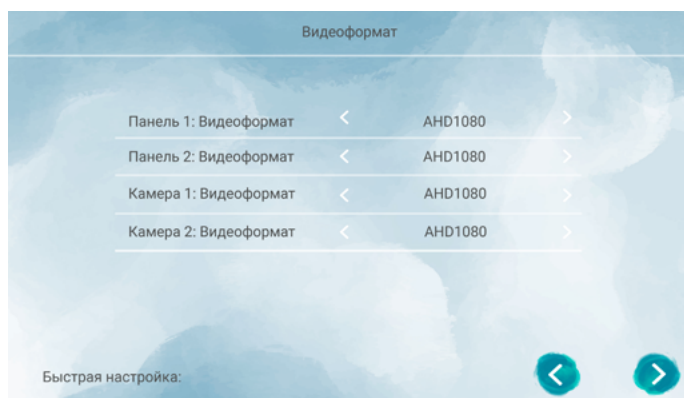 Видеоформат
Панель 1: Видеоформат AHD1080
Панель 2: Видеоформат AHD1080
Камера 1: Видеоформат AHD1080
Камера 2: Видеоформат AHD1080
Быстрая настройка: